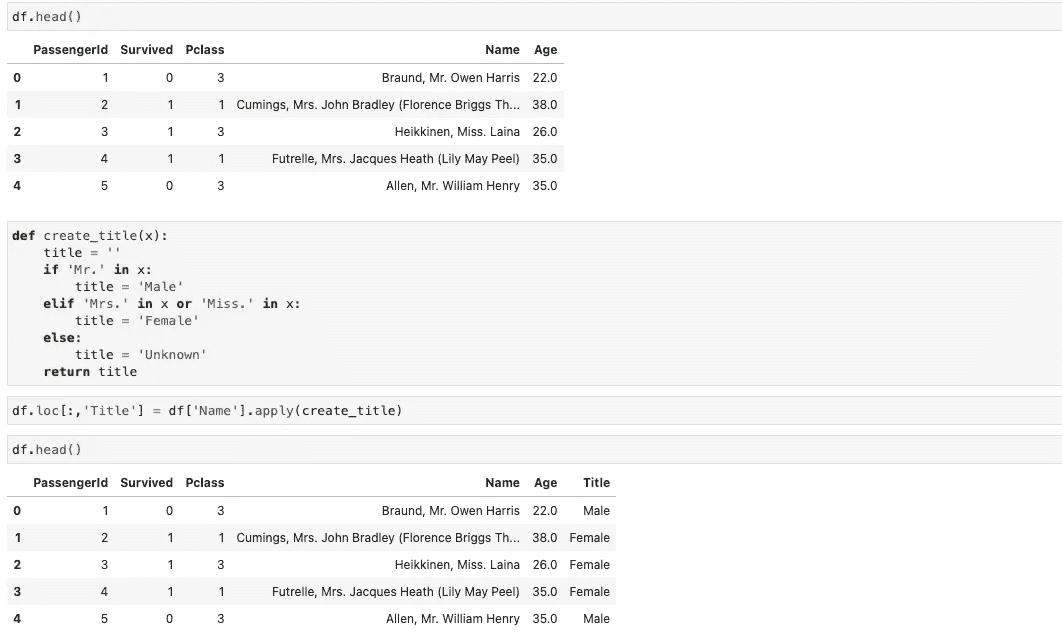 df.head()
PassengerId Survived Pclass Name Age
0 1 0 3 Braund, Mr. Owen Harris 22.0
1 2 1 1 Cumings, Mrs. John Bradley (Florence Briggs Th... 38.0
2 3 1 3 Heikkinen, Miss. Laina 26.0
3 4 1 1 Futrelle, Mrs. Jacques Heath (Lily May Peel) 35.0
4 5 0 3 Allen, Mr. William Henry 35.0
def create_title(x):
    title = ''
    if 'Mr.' in x:
        title = 'Male'
    elif 'Mrs.' in x or 'Miss.' in x:
        title = 'Female'
    else:
        title = 'Unknown'
    return title
df.loc[:,'Title'] = df['Name'].apply(create_title)
df.head()
PassengerId Survived Pclass Name Age Title
0 1 0 3 Braund, Mr. Owen Harris 22.0 Male
1 2 1 1 Cumings, Mrs. John Bradley (Florence Briggs Th... 38.0 Female
2 3 1 3 Heikkinen, Miss. Laina 26.0 Female
3 4 1 1 Futrelle, Mrs. Jacques Heath (Lily May Peel) 35.0 Female
4 5 0 3 Allen, Mr. William Henry 35.0 Male